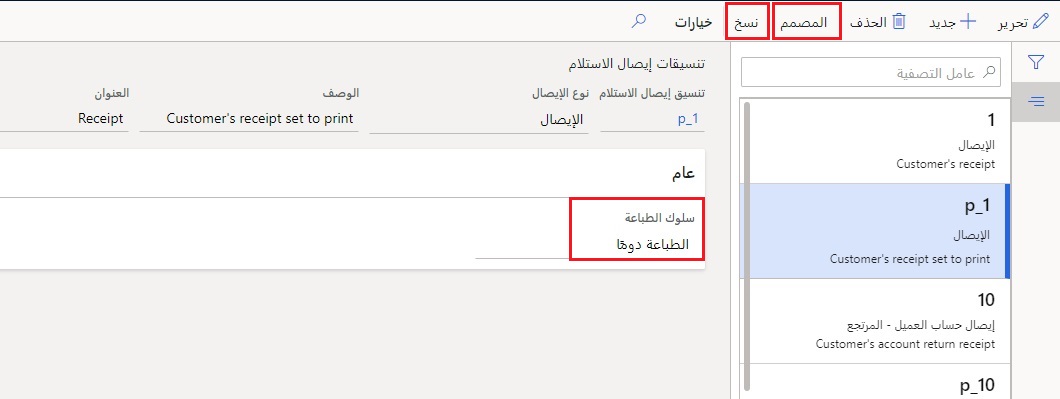 تحرير
جديد
الحذف
المصمم
نسخ
خيارات
عامل التصفية
1
الإيصال
Customer's receipt
p_1
الإيصال
Customer's receipt set to print
10
إيصال حساب العميل - المرتجع
Customer's account return receipt
p_10
تنسيقات إيصال الاستلام
تنسيق إيصال الاستلام
p_1
نوع الإيصال
الإيصال
الوصف
Customer's receipt set to print
العنوان
Receipt
عام
سلوك الطباعة
الطباعة دومًا